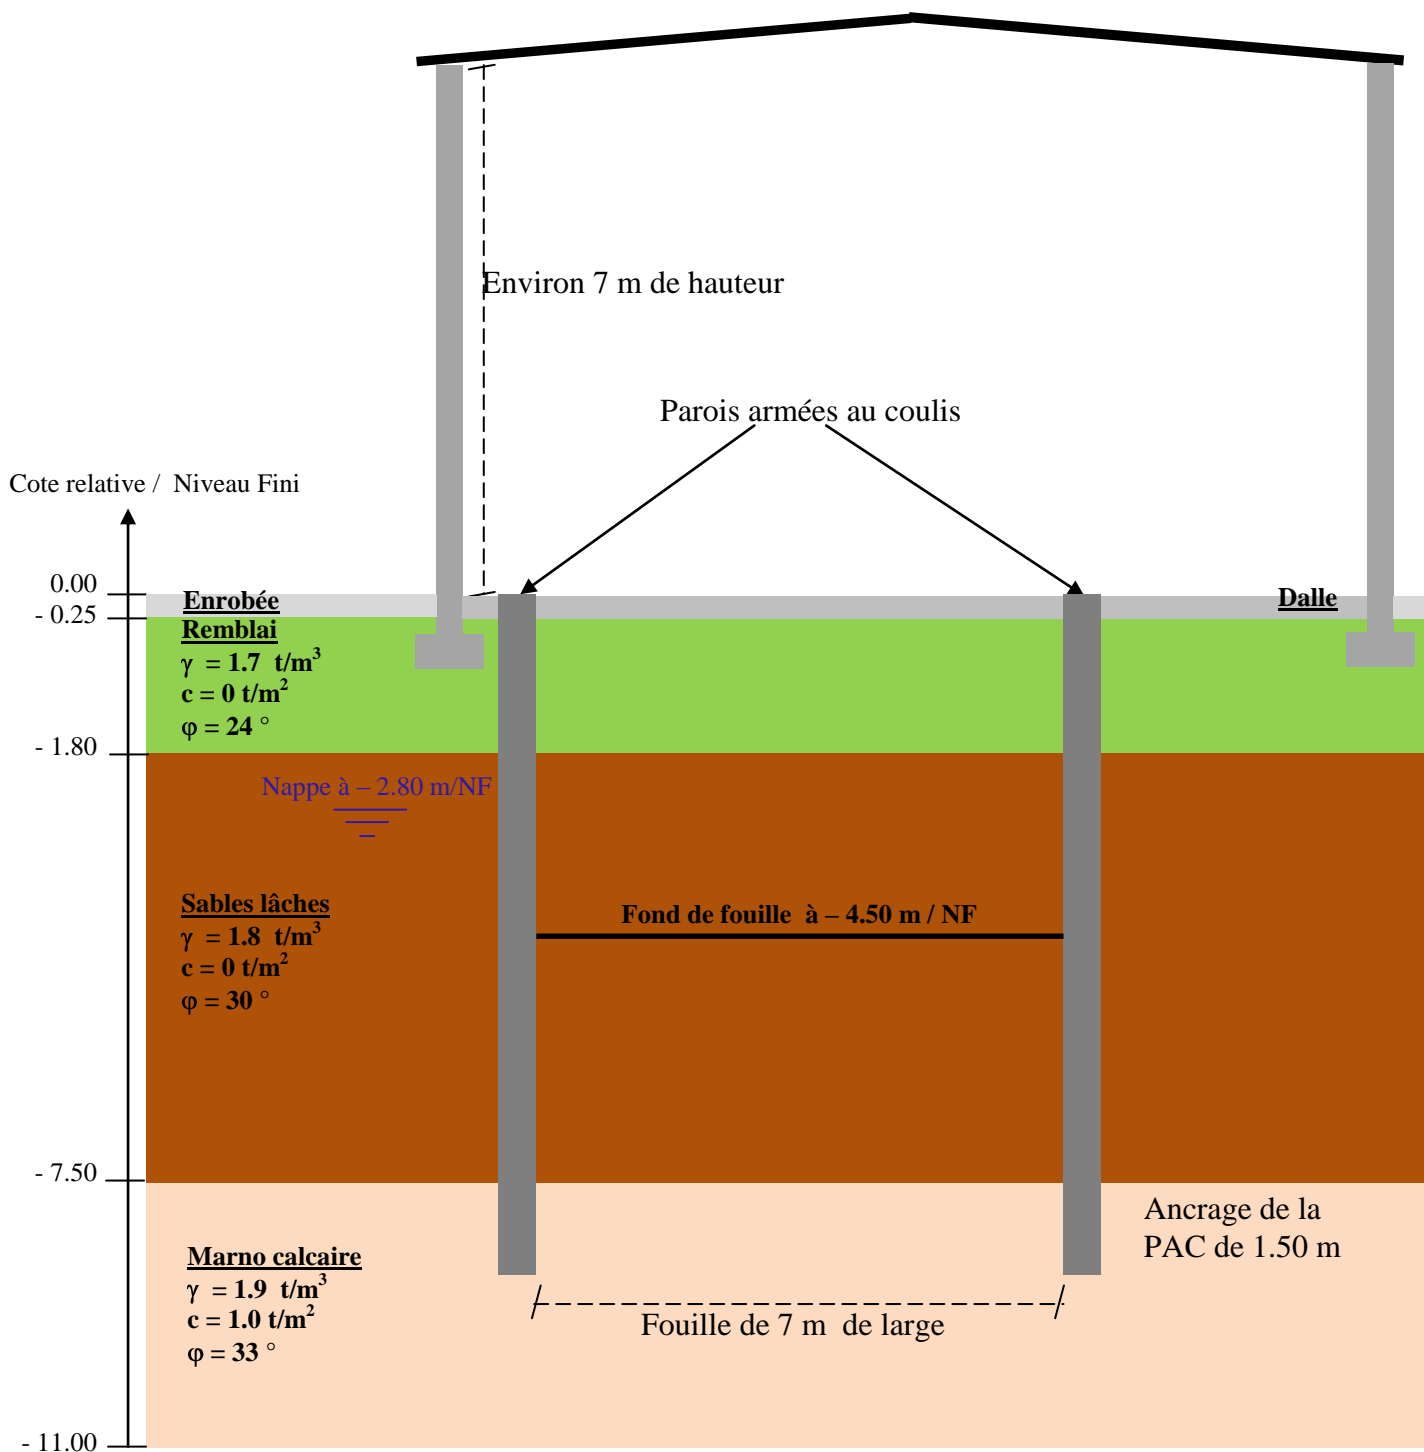 Environ 7 m de hauteur
Parois armées au coulis
Cote relative / Niveau Fini
0.00
Enrobée
Dalle
- 0.25
Remblai
γ = 1.7 t/m³
c = 0 t/m²
φ = 24 °
- 1.80
Nappe à – 2.80 m/NF
Sables lâches
γ = 1.8 t/m³
c = 0 t/m²
φ = 30 °
Fond de fouille à – 4.50 m / NF
- 7.50
Ancrage de la
PAC de 1.50 m
Marno calcaire
γ = 1.9 t/m³
c = 1.0 t/m²
φ = 33 °
Fouille de 7 m de large
- 11.00